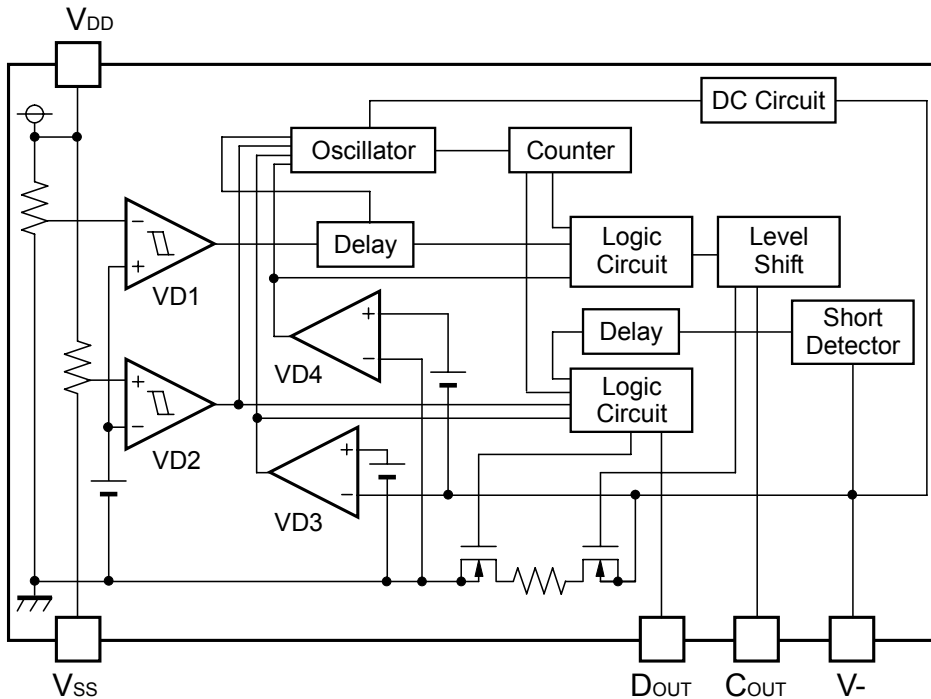 VDD
DC Circuit
Oscillator
Counter
−
+
VD1
Delay
Logic
Circuit
Level
Shift
+
−
VD4
Delay
Short
Detector
+
−
VD2
Logic
Circuit
+
−
VD3
VSS
DOUT
COUT
V-